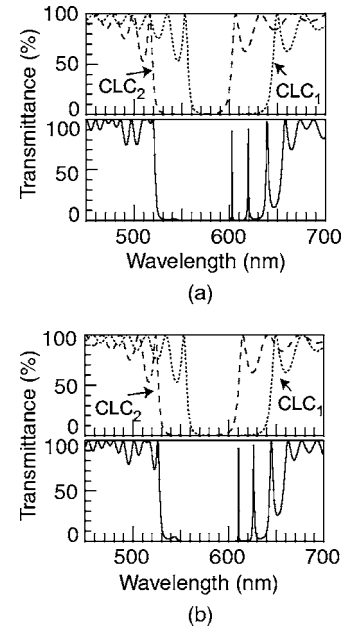 Transmittance (%)
100
50
0
CLC2
CLC1
100
50
0
500
600
700
Wavelength (nm)
(a)
Transmittance (%)
100
50
0
CLC2
CLC1
100
50
0
500
600
700
Wavelength (nm)
(b)